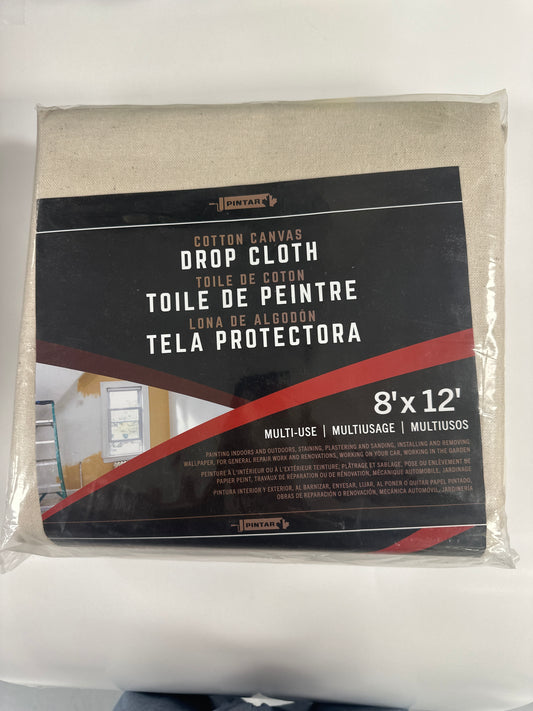 PINTAR
COTTON CANVAS
DROP CLOTH
TOILE DE COTON
TOILE DE PEINTRE
LONA DE ALGODÓN
TELA PROTECTORA
8' x 12'
MULTI-USE | MULTIUSAGE | MULTIUSOS
PAINTING INDOORS AND OUTDOORS, STAINING, PLASTERING AND SANDING, INSTALLING AND REMOVING
WALLPAPER, FOR GENERAL REPAIR WORK AND RENOVATIONS, WORKING ON YOUR CAR, WORKING IN THE GARDEN
PEINTURE À L'INTÉRIEUR OU À L'EXTÉRIEUR TEINTURE, PLÂTRAGE ET SABLAGE, POSE OU ENLÈVEMENT DE
PAPIER PEINT, TRAVAUX DE RÉPARATION OU DE RÉNOVATION, MÉCANIQUE AUTOMOBILE, JARDINAGE
PINTURA INTERIOR Y EXTERIOR, AL BARNIZAR, ENYESAR, LIJAR, AL PONER O QUITAR PAPEL PINTADO,
OBRAS DE REPARACIÓN O RENOVACIÓN, MECÁNICA AUTOMÓVIL, JARDINERÍA
PINTAR